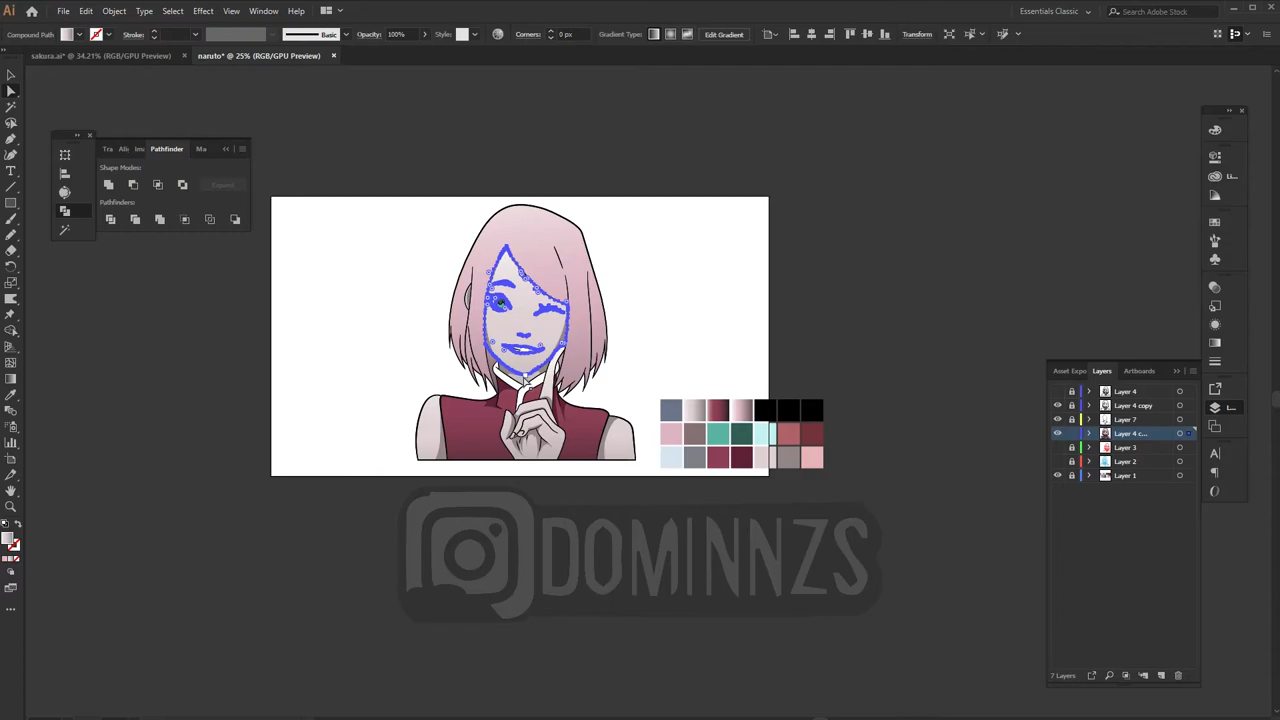 Ai File Edit Object Type Select Effect View Window Help Essentials Classic Search Adobe Stock
Compound Path Stroke: Basic Opacity: 100% Style: Corners: 0 px Gradient Type: Edit Gradient Transform
sakura.ai* @ 34.21% (RGB/GPU Preview) naruto* @ 25% (RGB/GPU Preview)
Tra Ali Im Pathfinder Ma
Shape Modes:
Expand
Pathfinders:
Li...
Asset Expo Layers Artboards
Layer 4
Layer 4 copy
Layer 7
Layer 4 c...
Layer 3
Layer 2
Layer 1
7 Layers
L...
DOMINNZS